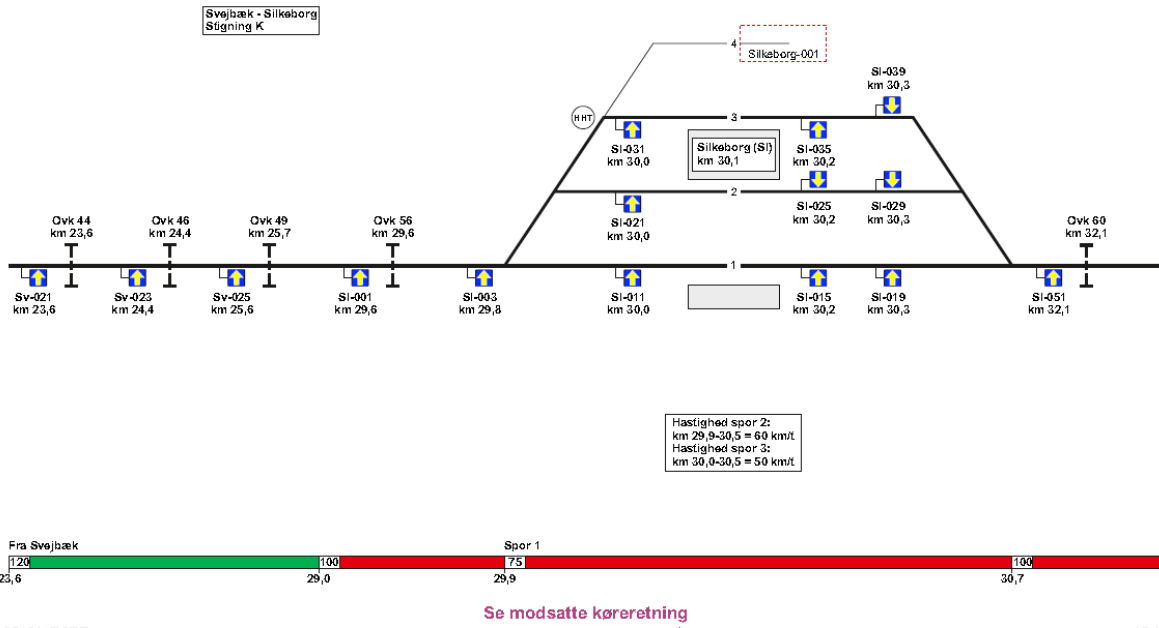 Svejbæk - Silkeborg
Stigning K
4
Silkeborg-001
SI-039
km 30,3
HHT
3
SI-031
km 30,0
Silkeborg (SI)
km 30,1
SI-035
km 30,2
2
SI-021
km 30,0
SI-025
km 30,2
SI-029
km 30,3
Ovk 44
km 23,6
Ovk 46
km 24,4
Ovk 49
km 25,7
Ovk 56
km 29,6
Ovk 60
km 32,1
1
Sv-021
km 23,6
Sv-023
km 24,4
Sv-025
km 25,6
SI-001
km 29,6
SI-003
km 29,8
SI-011
km 30,0
SI-015
km 30,2
SI-019
km 30,3
SI-051
km 32,1
Hastighed spor 2:
km 29,9-30,5 = 60 km/t
Hastighed spor 3:
km 30,0-30,5 = 50 km/t
Fra Svejbæk
Spor 1
120 100 75 100
23,6 29,0 29,9 30,7
Se modsatte køreretning